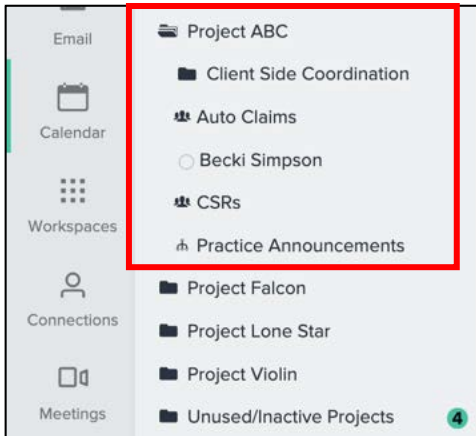 Email
Calendar
Workspaces
Connections
Meetings
Project ABC
Client Side Coordination
Auto Claims
Becki Simpson
CSRs
Practice Announcements
Project Falcon
Project Lone Star
Project Violin
Unused/Inactive Projects 4